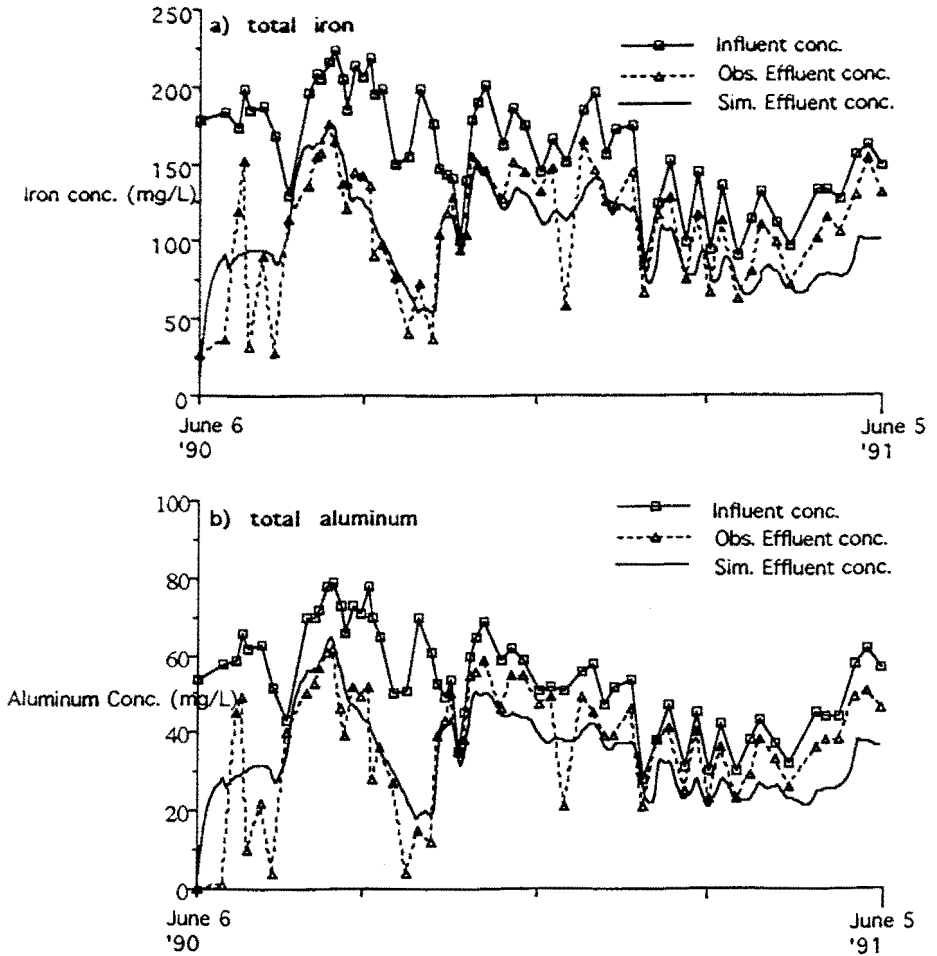 250
a) total iron
Influent conc.
Obs. Effluent conc.
Sim. Effluent conc.
200
150
Iron conc. (mg/L)
100
50
0
June 6
'90
June 5
'91
100
b) total aluminum
Influent conc.
Obs. Effluent conc.
Sim. Effluent conc.
80
60
Aluminum Conc. (mg/L)
40
20
0
June 6
'90
June 5
'91